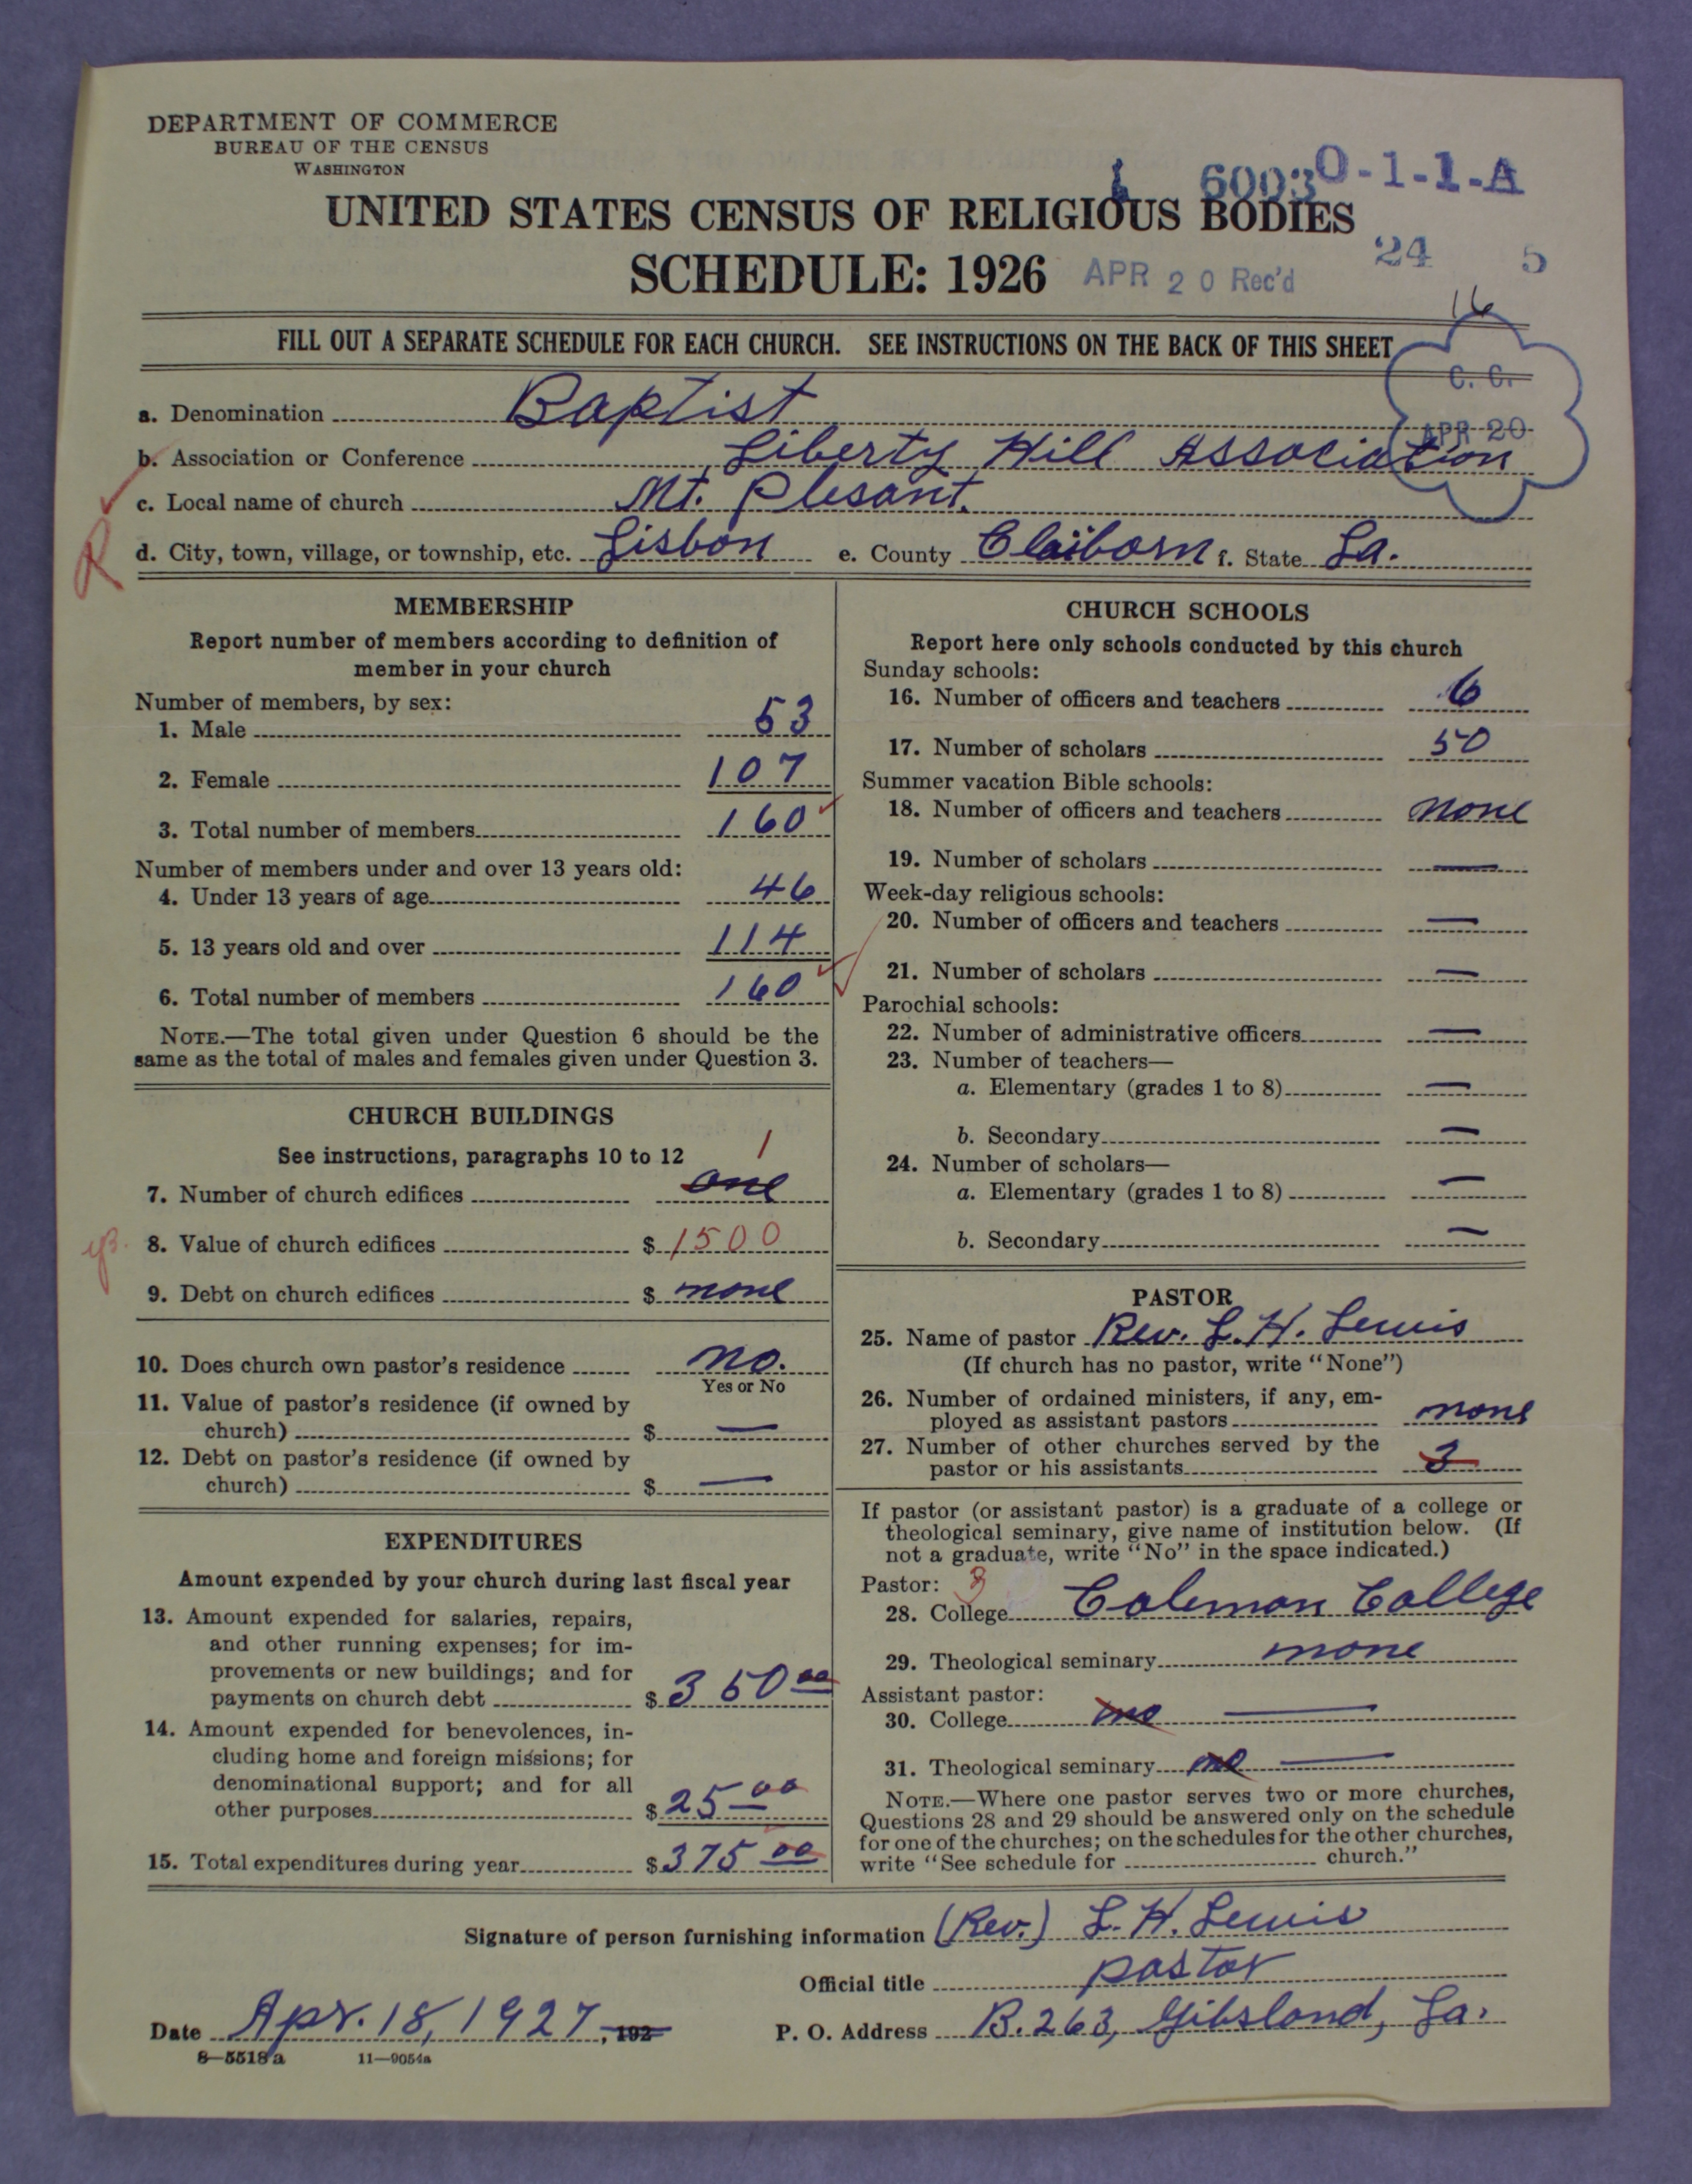 DEPARTMENT OF COMMERCE
BUREAU OF THE CENSUS
WASHINGTON
6003 0-1-1-A
UNITED STATES CENSUS OF RELIGIOUS BODIES
24 5
SCHEDULE: 1926 APR 20 Rec'd
16
FILL OUT A SEPARATE SCHEDULE FOR EACH CHURCH. SEE INSTRUCTIONS ON THE BACK OF THIS SHEET
C. C.
APR 20
a. Denomination Baptist
b. Association or Conference Liberty Hill Association
c. Local name of church Mt. Plesant.
d. City, town, village, or township, etc. Lisbon e. County Claiborn f. State La.
R
MEMBERSHIP
Report number of members according to definition of
member in your church
Number of members, by sex:
1. Male 53
2. Female 107
3. Total number of members 160
Number of members under and over 13 years old:
4. Under 13 years of age 46
5. 13 years old and over 114
6. Total number of members 160
NOTE.—The total given under Question 6 should be the
same as the total of males and females given under Question 3.
CHURCH BUILDINGS
See instructions, paragraphs 10 to 12
1
7. Number of church edifices one
8. Value of church edifices $ 1500
9. Debt on church edifices $ none
10. Does church own pastor's residence no.
Yes or No
11. Value of pastor's residence (if owned by
church) $ —
12. Debt on pastor's residence (if owned by
church) $ —
EXPENDITURES
Amount expended by your church during last fiscal year
13. Amount expended for salaries, repairs,
and other running expenses; for im-
provements or new buildings; and for
payments on church debt $ 350 00
14. Amount expended for benevolences, in-
cluding home and foreign missions; for
denominational support; and for all
other purposes $ 25 00
15. Total expenditures during year $ 375 00
CHURCH SCHOOLS
Report here only schools conducted by this church
Sunday schools:
16. Number of officers and teachers 6
17. Number of scholars 50
Summer vacation Bible schools:
18. Number of officers and teachers none
19. Number of scholars —
Week-day religious schools:
20. Number of officers and teachers —
21. Number of scholars —
Parochial schools:
22. Number of administrative officers —
23. Number of teachers—
a. Elementary (grades 1 to 8) —
b. Secondary —
24. Number of scholars—
a. Elementary (grades 1 to 8) —
b. Secondary —
PASTOR
25. Name of pastor Rev. L. H. Lewis
(If church has no pastor, write "None")
26. Number of ordained ministers, if any, em-
ployed as assistant pastors none
27. Number of other churches served by the
pastor or his assistants 3
If pastor (or assistant pastor) is a graduate of a college or
theological seminary, give name of institution below. (If
not a graduate, write "No" in the space indicated.)
Pastor: 3
28. College Coleman College
29. Theological seminary none
Assistant pastor:
30. College no —
31. Theological seminary no —
NOTE.—Where one pastor serves two or more churches,
Questions 28 and 29 should be answered only on the schedule
for one of the churches; on the schedules for the other churches,
write "See schedule for church."
Signature of person furnishing information (Rev.) L. H. Lewis
Official title pastor
Date Apr. 18, 1927, 192 P. O. Address B. 263, Gibsland, La.
8—5518a 11—9054a